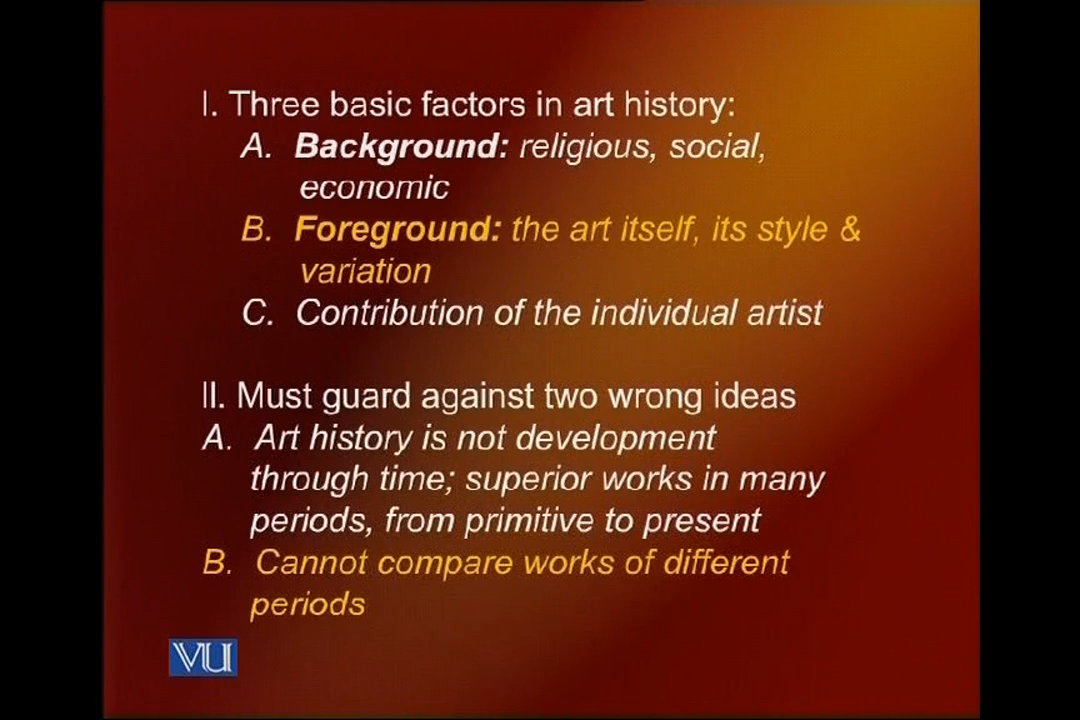 I. Three basic factors in art history:
A. Background: religious, social,
economic
B. Foreground: the art itself, its style &
variation
C. Contribution of the individual artist
II. Must guard against two wrong ideas
A. Art history is not development
through time; superior works in many
periods, from primitive to present
B. Cannot compare works of different
periods
VU